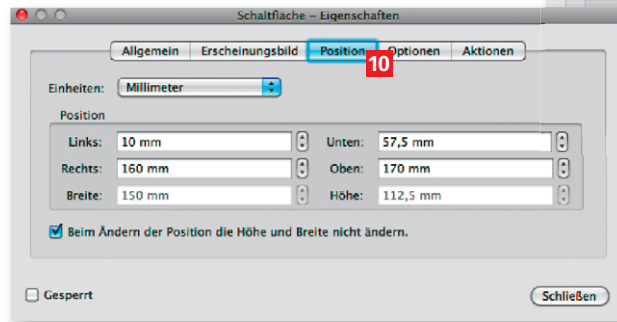 Schaltfläche – Eigenschaften
Allgemein Erscheinungsbild Position Optionen Aktionen
10
Einheiten: Millimeter
Position
Links: 10 mm Unten: 57,5 mm
Rechts: 160 mm Oben: 170 mm
Breite: 150 mm Höhe: 112,5 mm
Beim Ändern der Position die Höhe und Breite nicht ändern.
Gesperrt Schließen